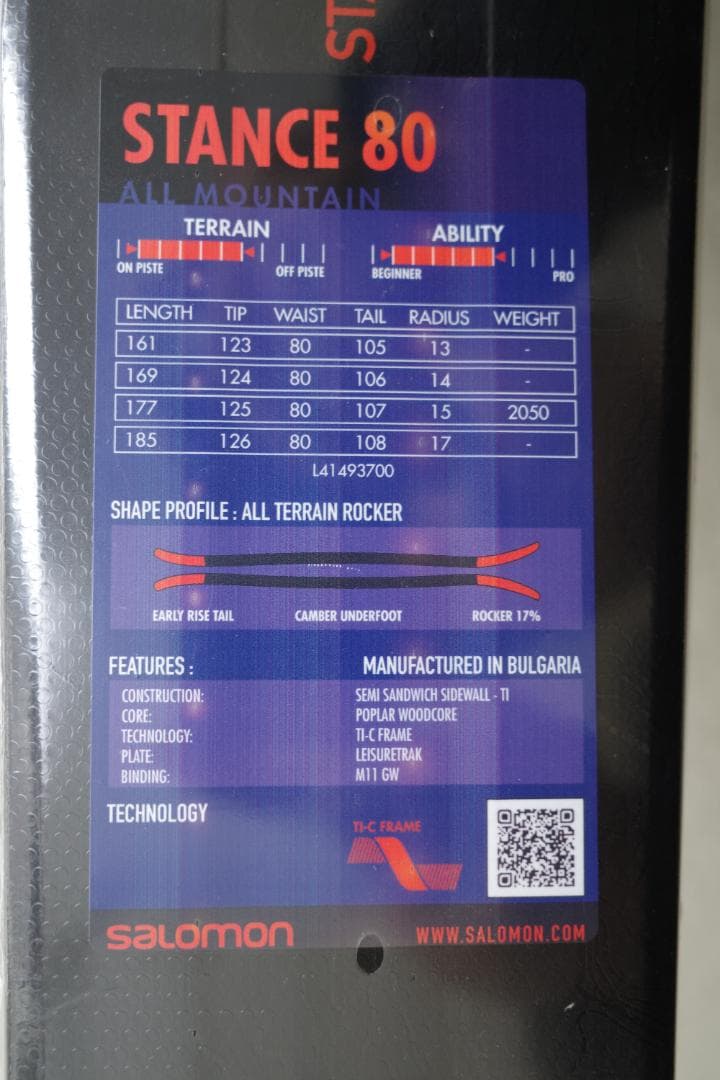 ST
STANCE 80
ALL MOUNTAIN
TERRAIN
ON PISTE OFF PISTE
ABILITY
BEGINNER PRO
LENGTH TIP WAIST TAIL RADIUS WEIGHT
161 123 80 105 13 -
169 124 80 106 14 -
177 125 80 107 15 2050
185 126 80 108 17 -
L41493700
SHAPE PROFILE : ALL TERRAIN ROCKER
EARLY RISE TAIL CAMBER UNDERFOOT ROCKER 17%
FEATURES : MANUFACTURED IN BULGARIA
CONSTRUCTION: SEMI SANDWICH SIDEWALL - TI
CORE: POPLAR WOODCORE
TECHNOLOGY: TI-C FRAME
PLATE: LEISURETRAK
BINDING: M11 GW
TECHNOLOGY
TI-C FRAME
salomon WWW.SALOMON.COM